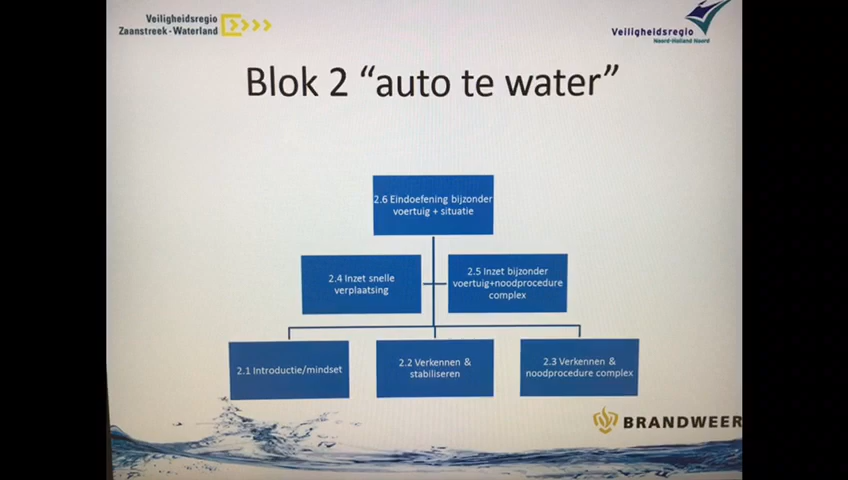 Veiligheidsregio
Zaanstreek - Waterland
Veiligheidsregio
Noord-Holland Noord
Blok 2 “auto te water”
2.6 Eindoefening bijzonder
voertuig + situatie
2.4 Inzet snelle
verplaatsing
2.5 Inzet bijzonder
voertuig+noodprocedure
complex
2.1 Introductie/mindset
2.2 Verkennen &
stabiliseren
2.3 Verkennen &
noodprocedure complex
BRANDWEER